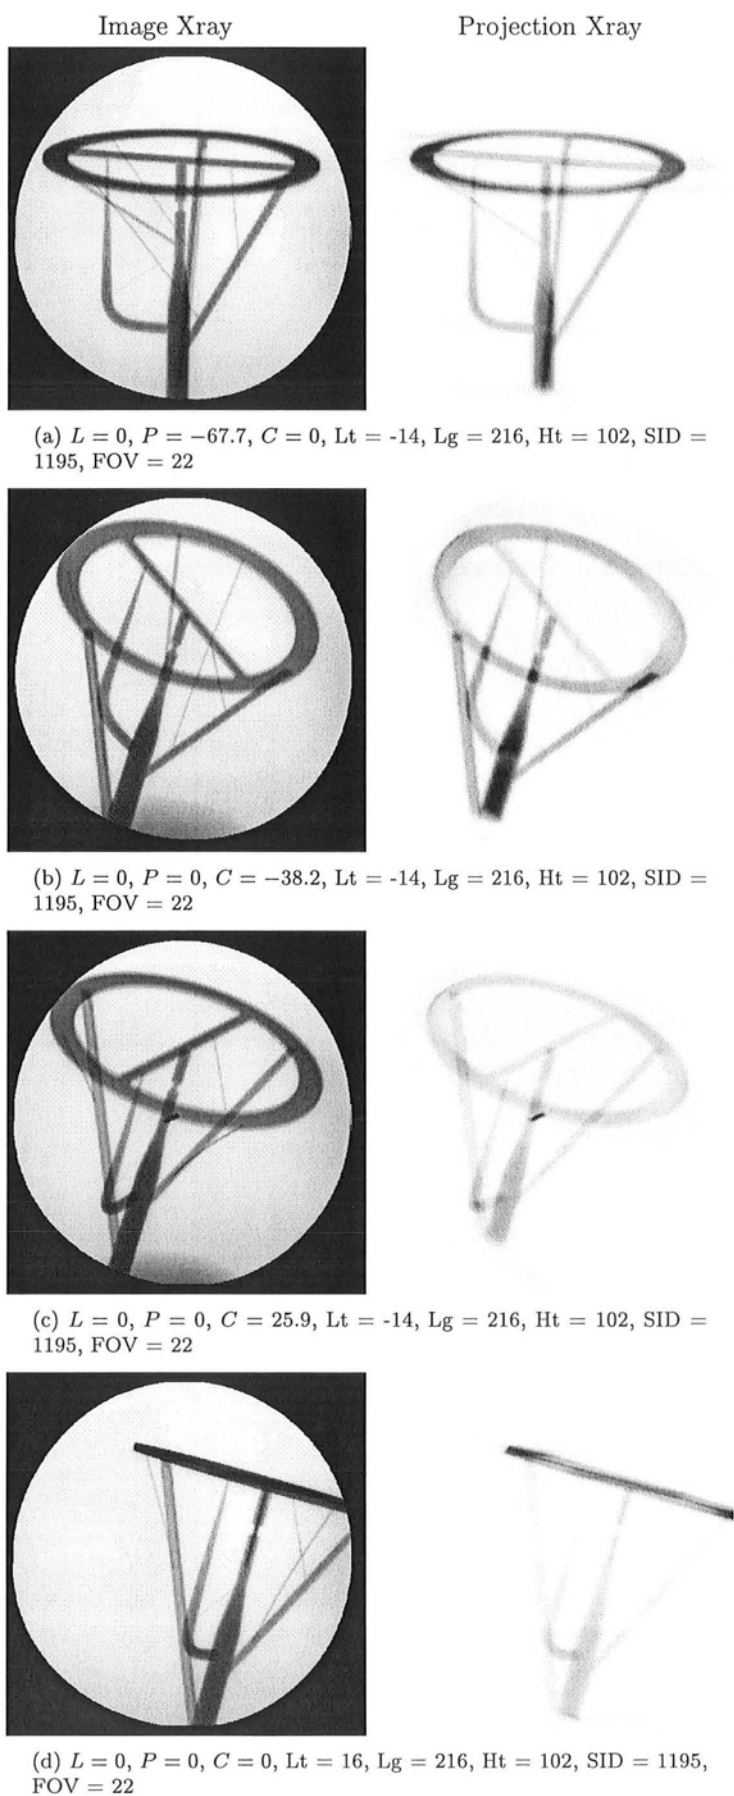 Image Xray
Projection Xray
(a) L = 0, P = −67.7, C = 0, Lt = -14, Lg = 216, Ht = 102, SID =
1195, FOV = 22
(b) L = 0, P = 0, C = −38.2, Lt = -14, Lg = 216, Ht = 102, SID =
1195, FOV = 22
(c) L = 0, P = 0, C = 25.9, Lt = -14, Lg = 216, Ht = 102, SID =
1195, FOV = 22
(d) L = 0, P = 0, C = 0, Lt = 16, Lg = 216, Ht = 102, SID = 1195,
FOV = 22